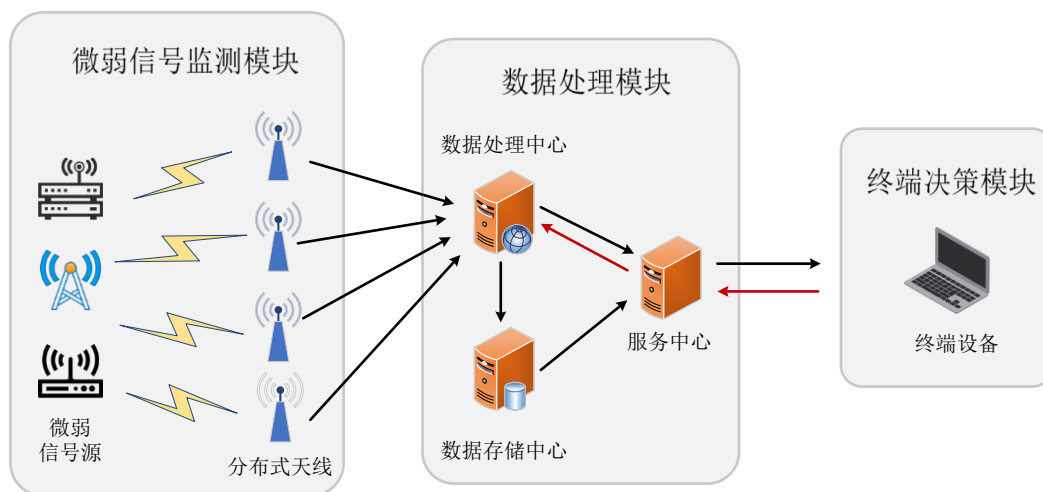 微弱信号监测模块
微弱
信号源
分布式天线
数据处理模块
数据处理中心
服务中心
数据存储中心
终端决策模块
终端设备